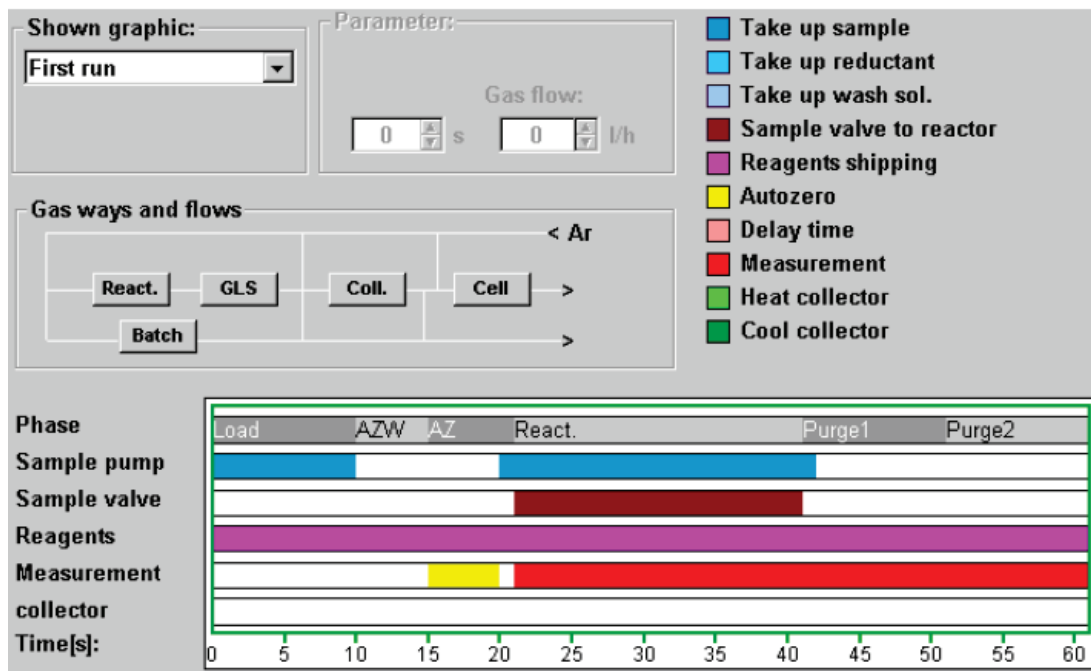 Shown graphic:
First run
Parameter:
Gas flow:
0 s 0 l/h
Take up sample
Take up reductant
Take up wash sol.
Sample valve to reactor
Reagents shipping
Autozero
Delay time
Measurement
Heat collector
Cool collector
Gas ways and flows
< Ar
React. GLS Coll. Cell >
Batch >
Phase Load AZW AZ React. Purge1 Purge2
Sample pump
Sample valve
Reagents
Measurement
collector
Time[s]: 0 5 10 15 20 25 30 35 40 45 50 55 60